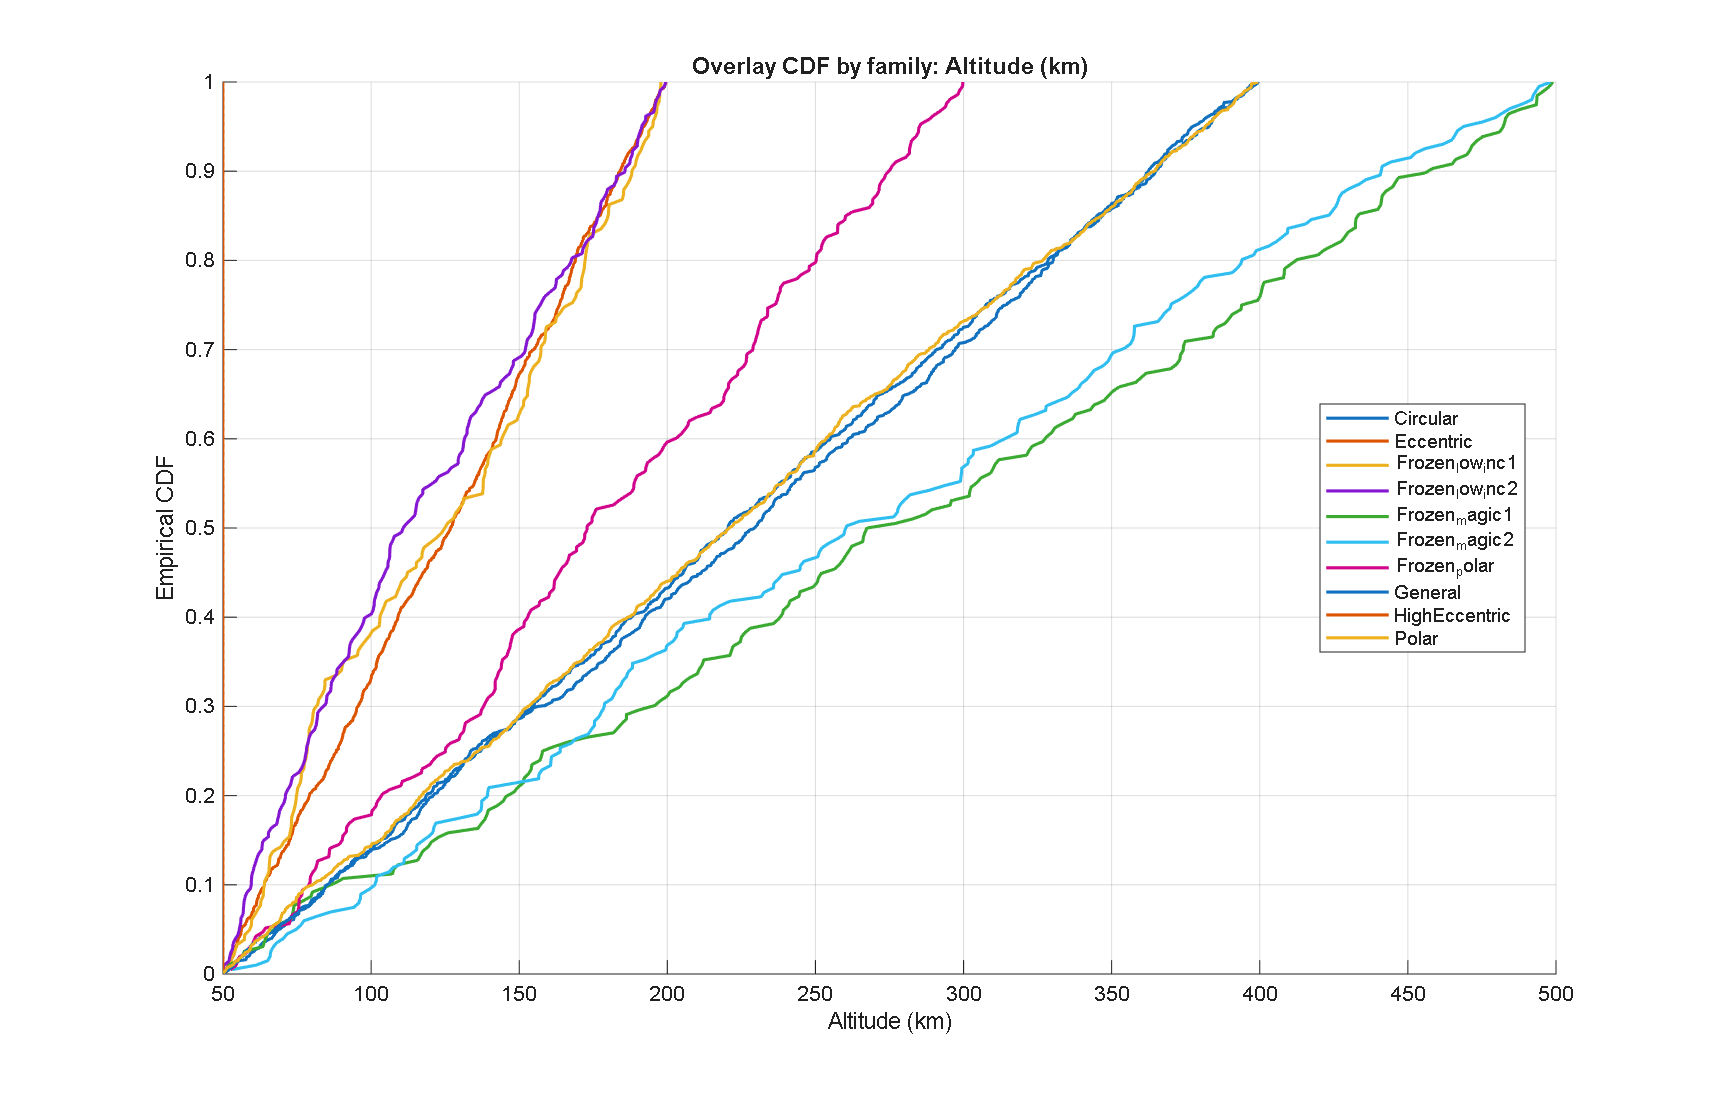 Overlay CDF by family: Altitude (km)
1
0.9
0.8
0.7
0.6
0.5
0.4
0.3
0.2
0.1
0
Empirical CDF
Circular
Eccentric
Frozenlowinc1
Frozenlowinc2
Frozenmagic1
Frozenmagic2
Frozenpolar
General
HighEccentric
Polar
50 100 150 200 250 300 350 400 450 500
Altitude (km)